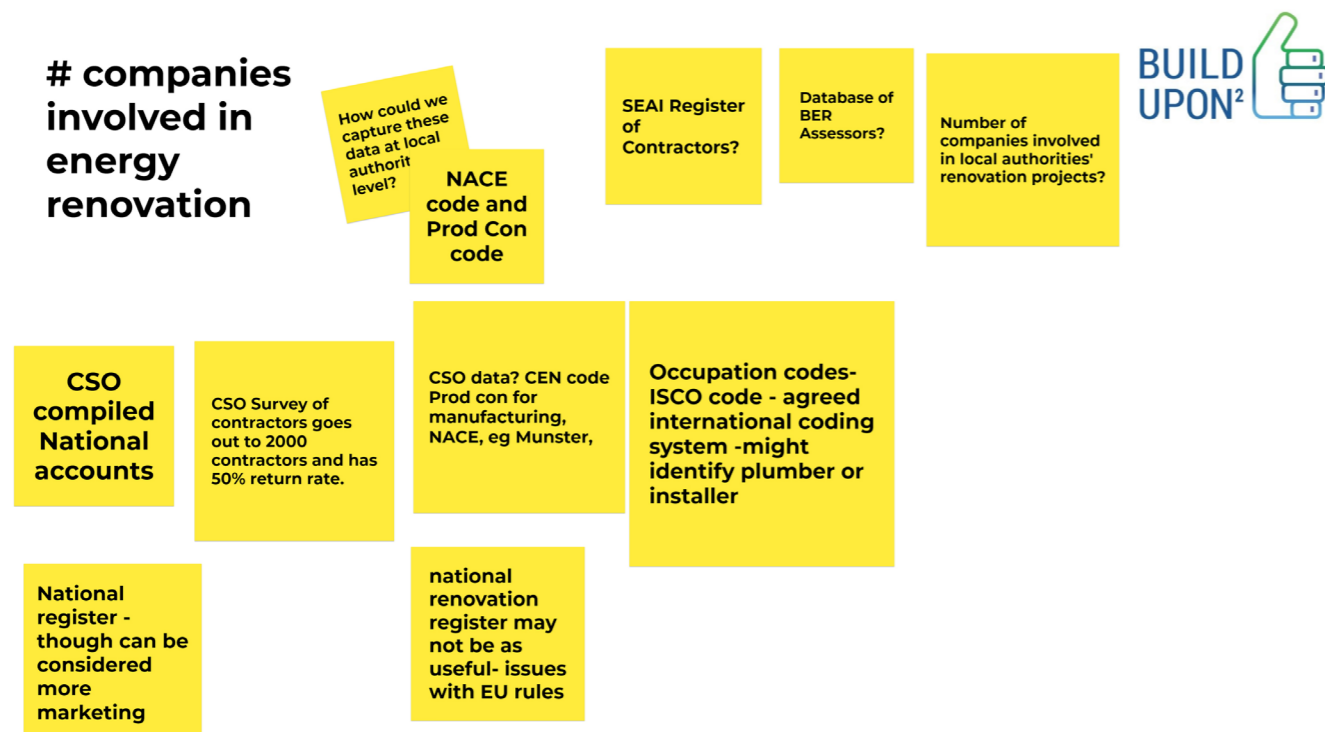 # companies
involved in
energy
renovation
How could we
capture these
data at local
authorit
level?
NACE
code and
Prod Con
code
SEAI Register
of
Contractors?
Database of
BER
Assessors?
Number of
companies involved
in local authorities'
renovation projects?
BUILD
UPON²
CSO
compiled
National
accounts
CSO Survey of
contractors goes
out to 2000
contractors and has
50% return rate.
CSO data? CEN code
Prod con for
manufacturing,
NACE, eg Munster,
Occupation codes-
ISCO code - agreed
international coding
system -might
identify plumber or
installer
National
register -
though can be
considered
more
marketing
national
renovation
register may
not be as
useful- issues
with EU rules